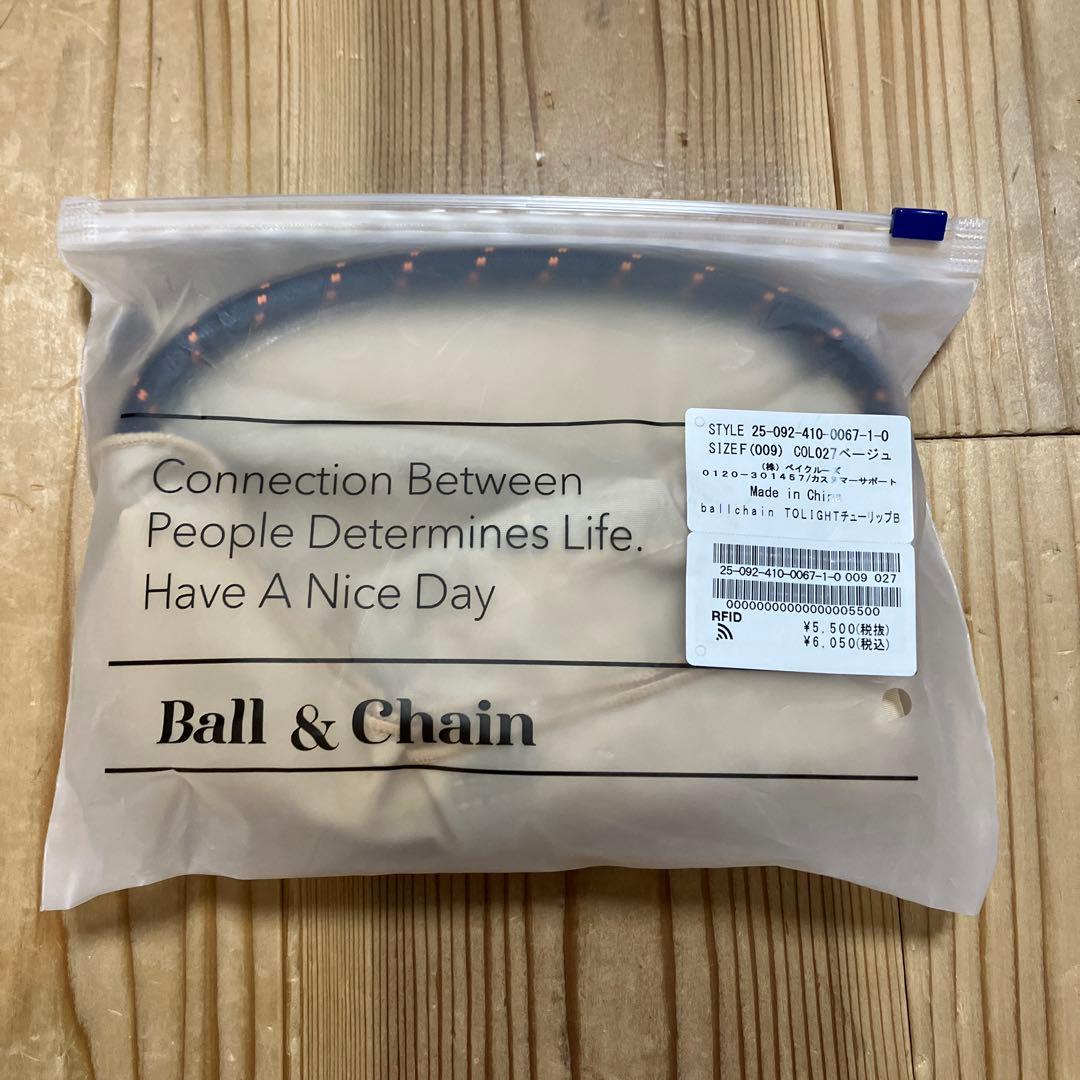 Connection Between
People Determines Life.
Have A Nice Day
Ball & Chain
STYLE 25-092-410-0067-1-0
SIZEF(009) COL027ベージュ
(株) ベイクルーズ
0120-301457/カスタマーサポート
Made in China
ballchain TOLIGHTチューリップB
25-092-410-0067-1-0 009 027
00000000000000005500
RFID
¥5,500(税抜)
¥6,050(税込)